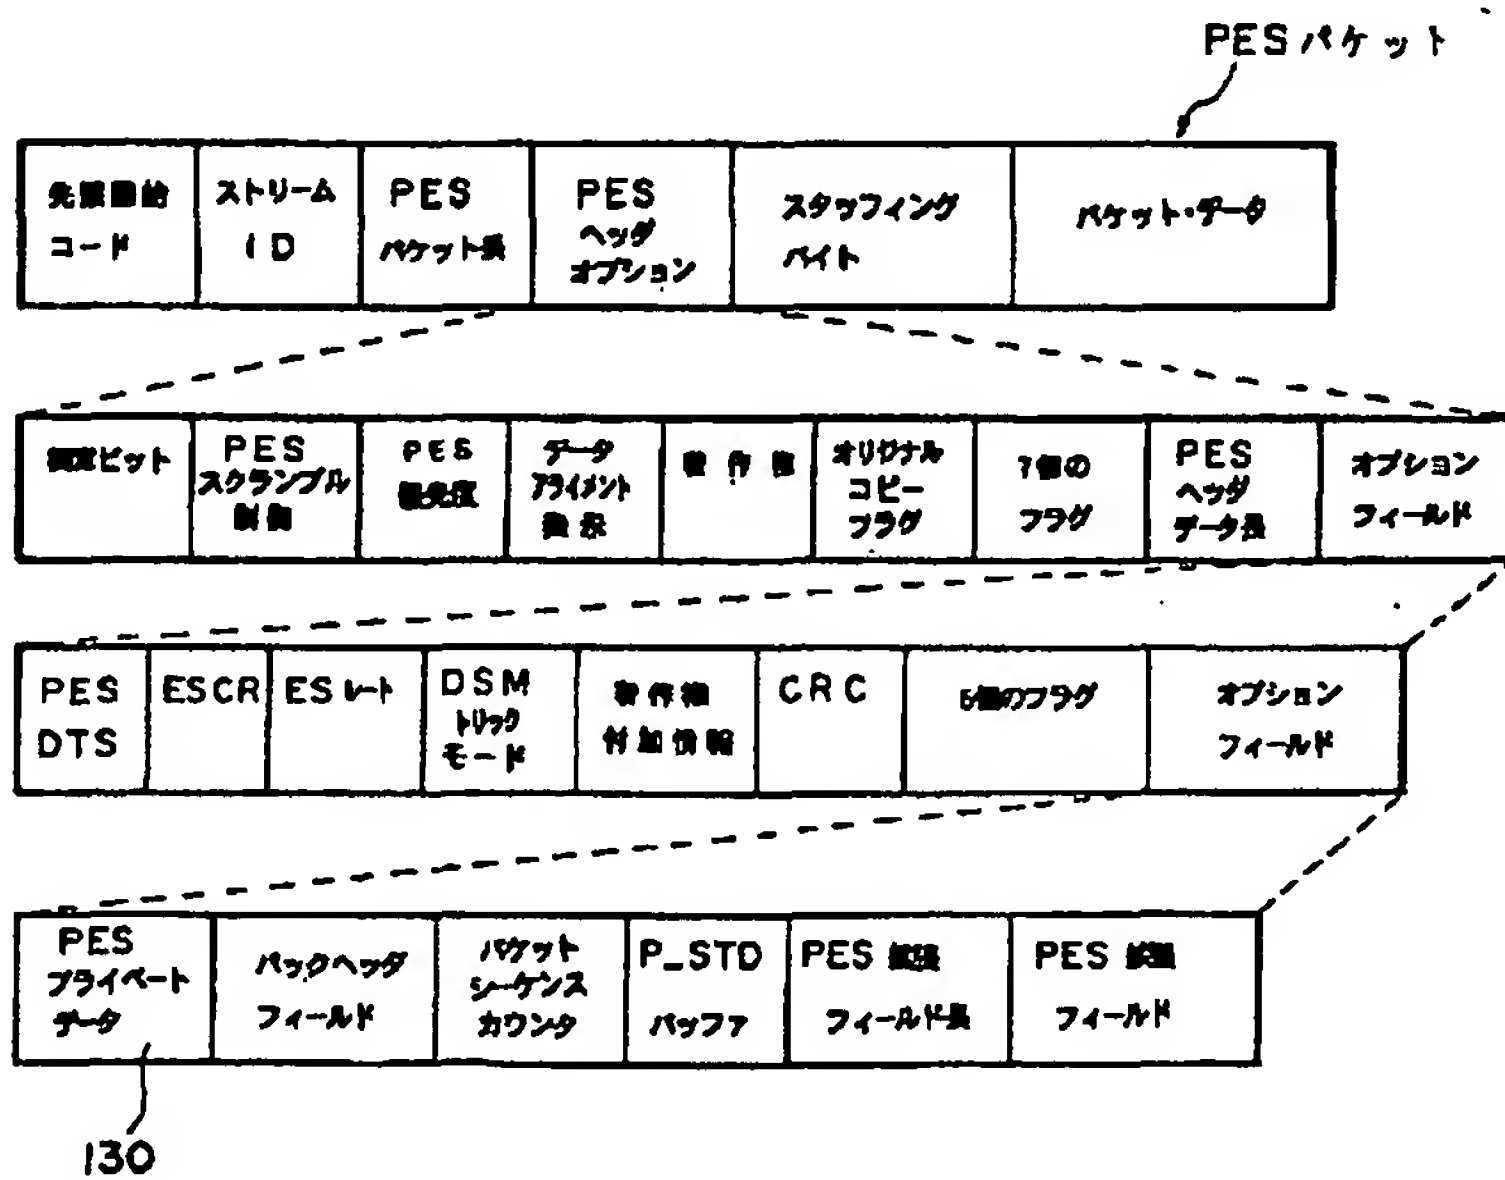 PESパケット
先頭開始
コード
ストリーム
ID
PES
パケット長
PES
ヘッダ
オプション
スタッフィング
バイト
パケット・データ
固定ビット
PES
スクランブル
制御
PES
優先度
データ
アライメント
オリジナル
コピー
フラグ
7個の
フラグ
PES
ヘッダ
データ長
オプション
フィールド
PES
DTS
ESCR
ESレート
DSM
トリック
モード
著作権
付加情報
CRC
5個のフラグ
オプション
フィールド
PES
プライベート
データ
パックヘッダ
フィールド
パケット
シーケンス
カウンタ
P_STD
バッファ
PES 拡張
フィールド長
PES 拡張
フィールド
130